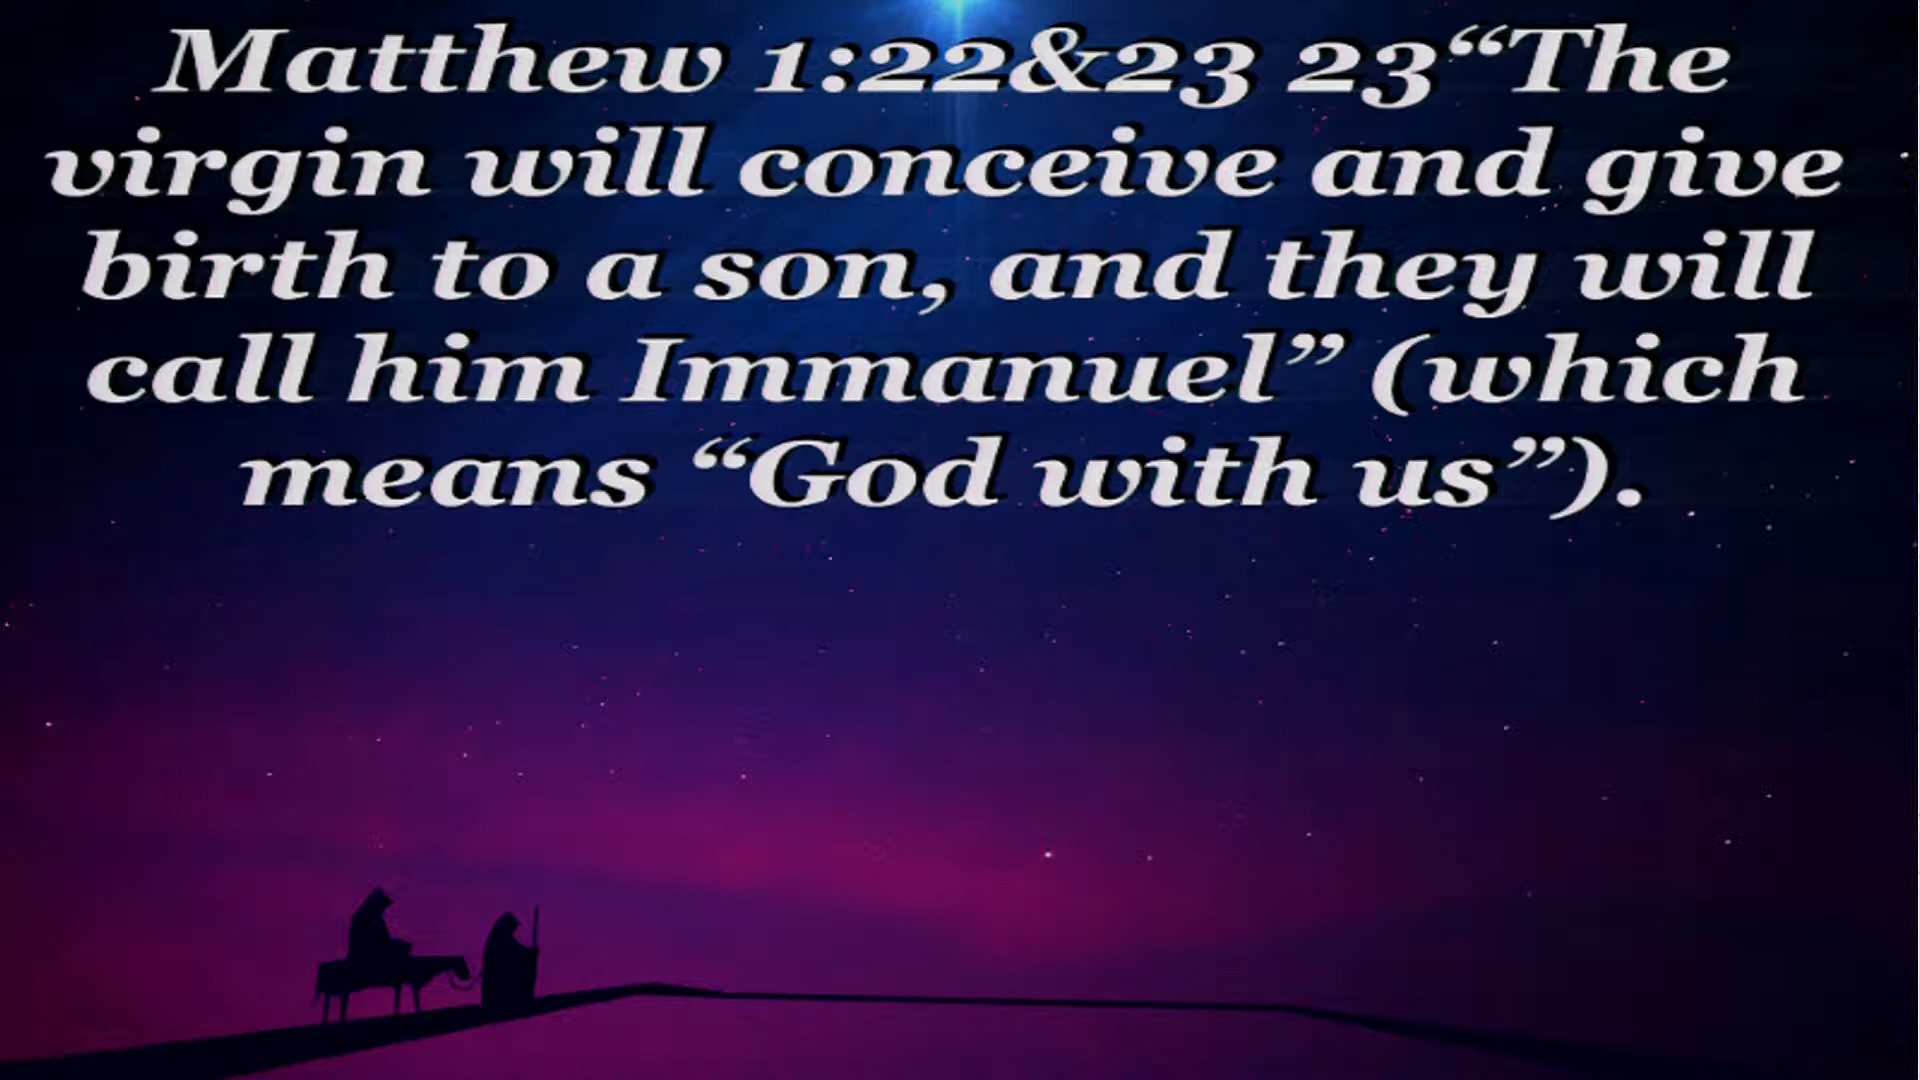 Matthew 1:22&23 23“The
virgin will conceive and give
birth to a son, and they will
call him Immanuel” (which
means “God with us”).